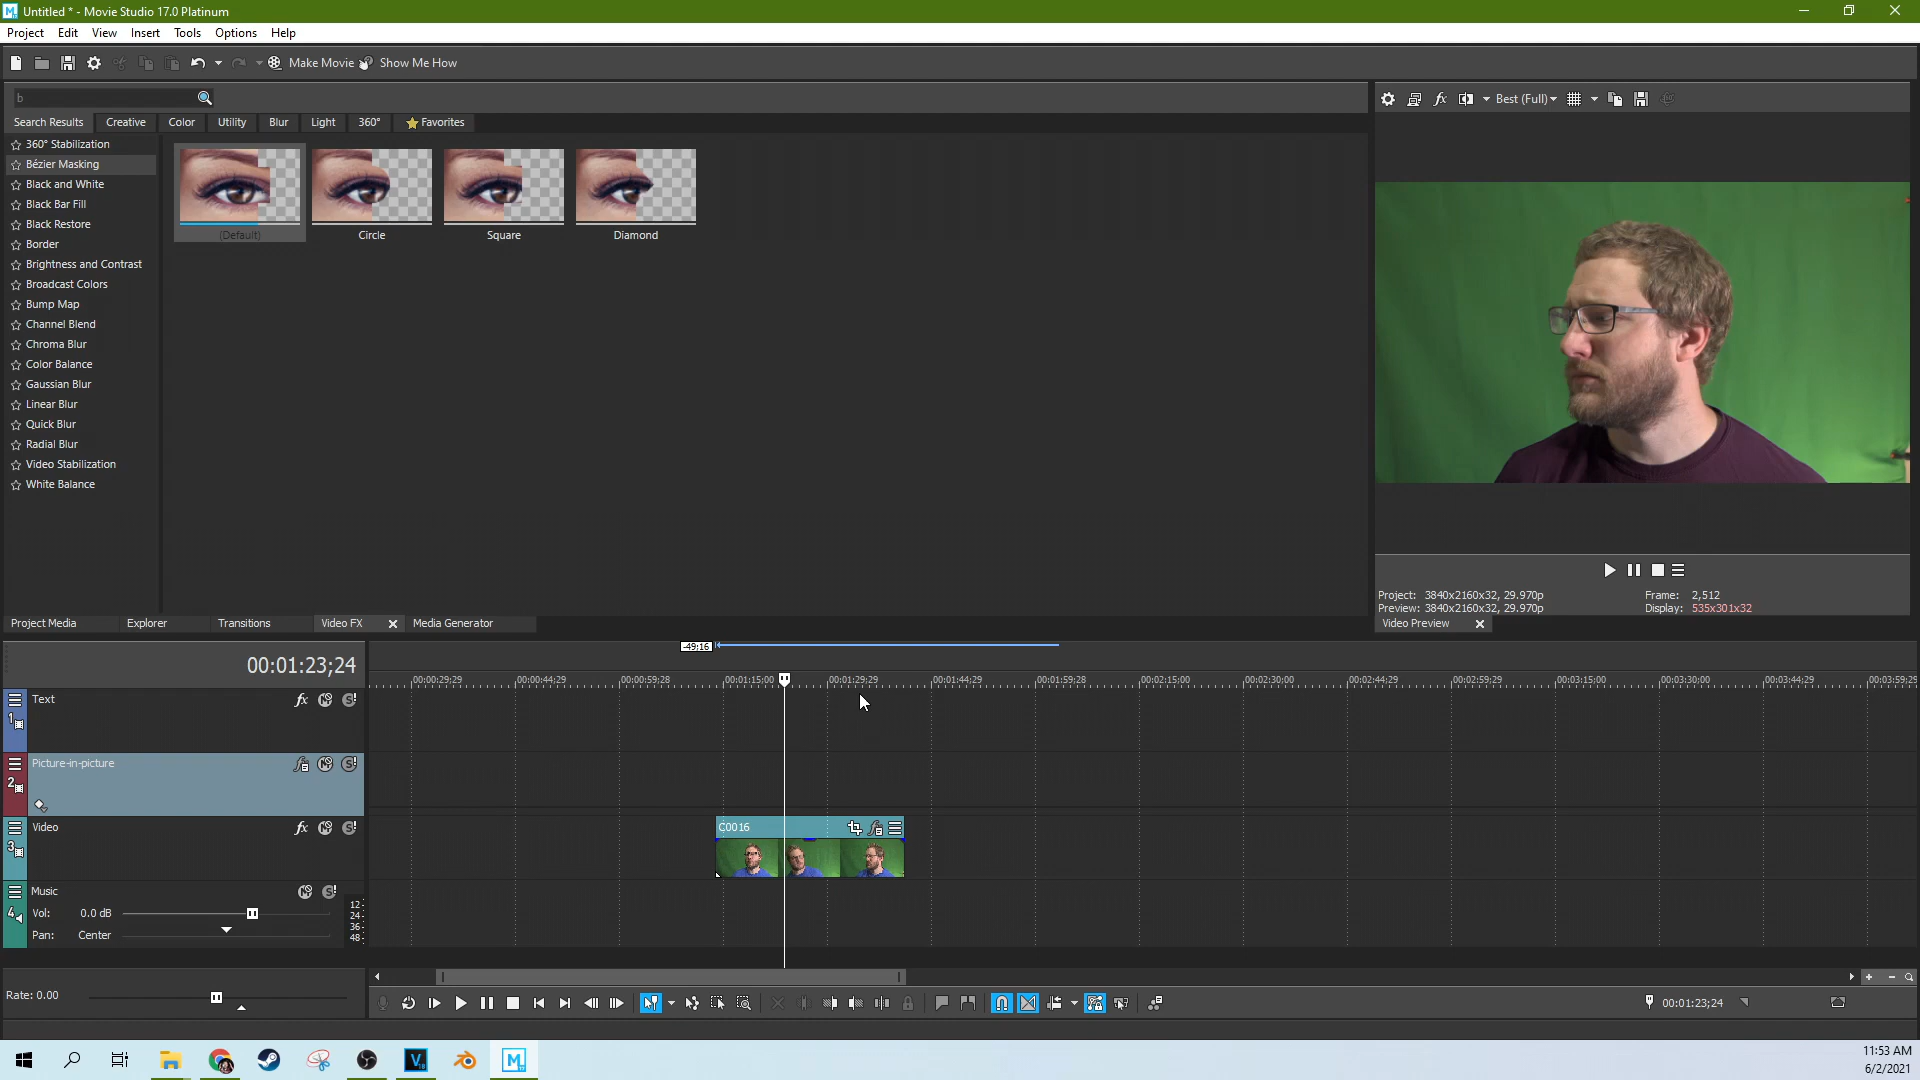 Untitled * - Movie Studio 17.0 Platinum
Project Edit View Insert Tools Options Help
Make Movie Show Me How
b
Best (Full)
Search Results Creative Color Utility Blur Light 360° Favorites
360° Stabilization
Bézier Masking
Black and White
Black Bar Fill
Black Restore
Border
Brightness and Contrast
Broadcast Colors
Bump Map
Channel Blend
Chroma Blur
Color Balance
Gaussian Blur
Linear Blur
Quick Blur
Radial Blur
Video Stabilization
White Balance
(Default) Circle Square Diamond
Project: 3840x2160x32, 29.970p Frame: 2,512
Preview: 3840x2160x32, 29.970p Display: 535x301x32
Project Media Explorer Transitions Video FX Media Generator
Video Preview
-49;16
00:01:23;24
00:00:29;29 00:00:44;29 00:00:59;28 00:01:15;00 00:01:29;29 00:01:44;29 00:01:59;28 00:02:15;00 00:02:30;00 00:02:44;29 00:02:59;29 00:03:15;00 00:03:30;00 00:03:44;29 00:03:59;29
1 Text fx
2 Picture-in-picture
3 Video fx
C0016
4 Music
Vol: 0.0 dB
Pan: Center
12
24
36
48
Rate: 0.00
00:01:23;24
11:53 AM
6/2/2021